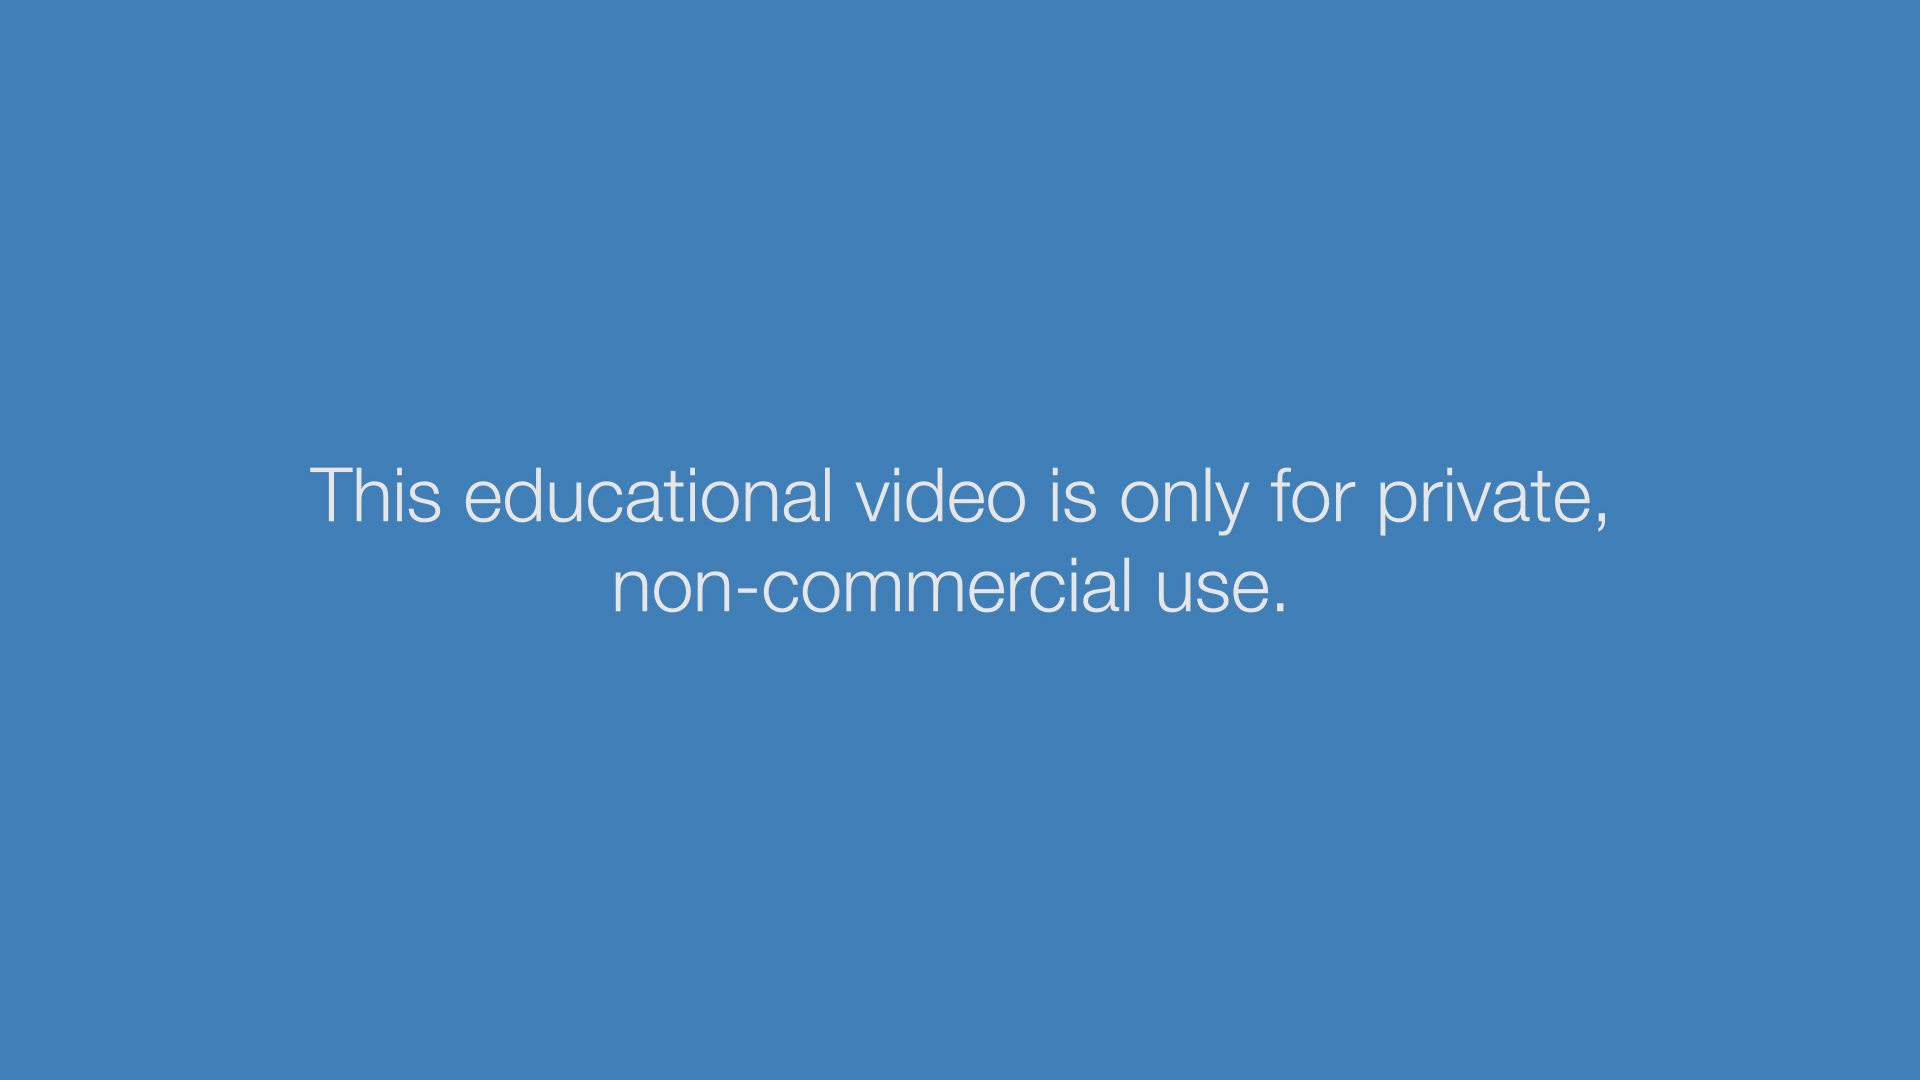 This educational video is only for private,
non-commercial use.